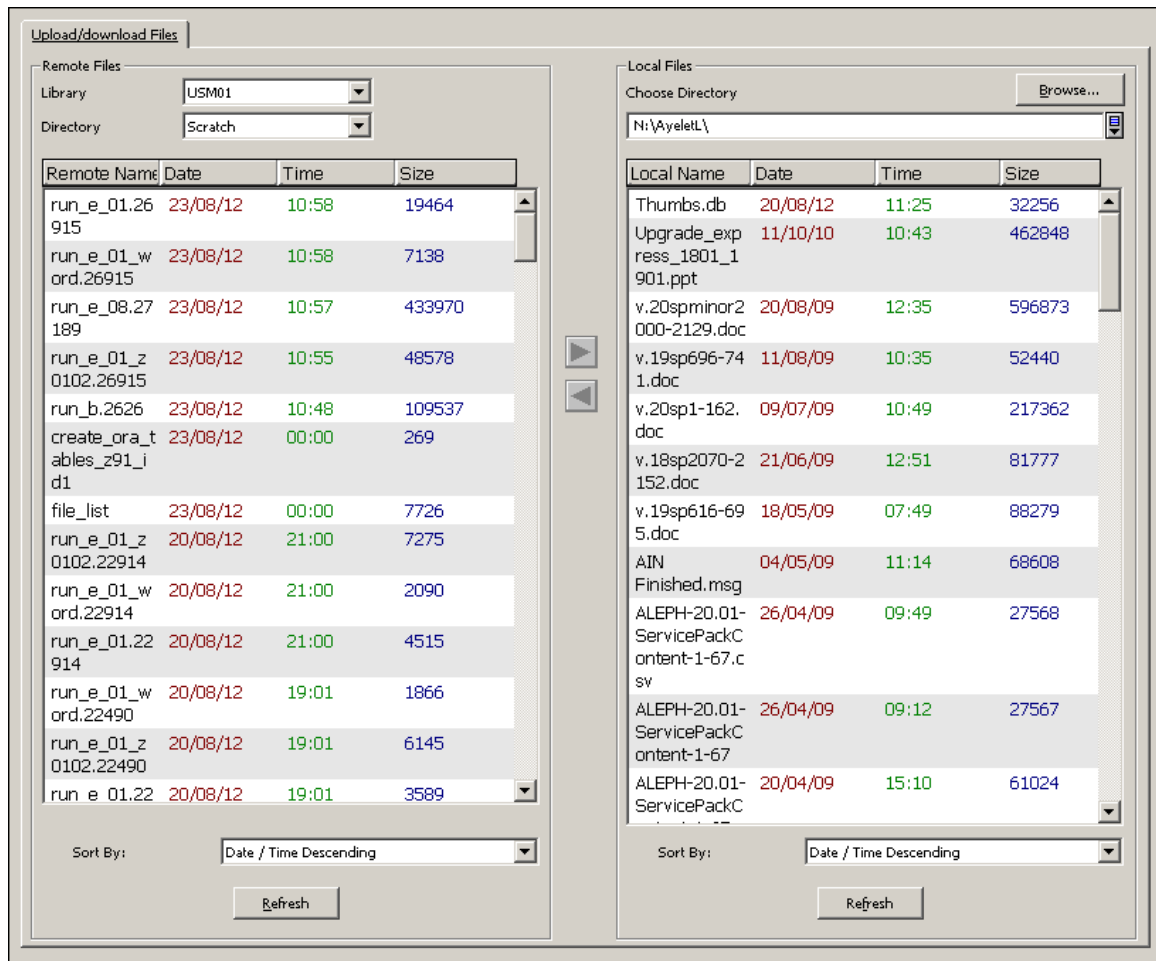 Upload/download Files
Remote Files
Library USM01
Directory Scratch
Remote Name Date Time Size
run_e_01.26 23/08/12 10:58 19464
915
run_e_01_w 23/08/12 10:58 7138
ord.26915
run_e_08.27 23/08/12 10:57 433970
189
run_e_01_z 23/08/12 10:55 48578
0102.26915
run_b.2626 23/08/12 10:48 109537
create_ora_t 23/08/12 00:00 269
ables_z91_i
d1
file_list 23/08/12 00:00 7726
run_e_01_z 20/08/12 21:00 7275
0102.22914
run_e_01_w 20/08/12 21:00 2090
ord.22914
run_e_01.22 20/08/12 21:00 4515
914
run_e_01_w 20/08/12 19:01 1866
ord.22490
run_e_01_z 20/08/12 19:01 6145
0102.22490
run e 01.22 20/08/12 19:01 3589
Sort By: Date / Time Descending
Refresh
Local Files
Choose Directory Browse...
N:\AyeletL\
Local Name Date Time Size
Thumbs.db 20/08/12 11:25 32256
Upgrade_exp 11/10/10 10:43 462848
ress_1801_1
901.ppt
v.20spminor2 20/08/09 12:35 596873
000-2129.doc
v.19sp696-74 11/08/09 10:35 52440
1.doc
v.20sp1-162. 09/07/09 10:49 217362
doc
v.18sp2070-2 21/06/09 12:51 81777
152.doc
v.19sp616-69 18/05/09 07:49 88279
5.doc
AIN 04/05/09 11:14 68608
Finished.msg
ALEPH-20.01- 26/04/09 09:49 27568
ServicePackC
ontent-1-67.c
sv
ALEPH-20.01- 26/04/09 09:12 27567
ServicePackC
ontent-1-67
ALEPH-20.01- 20/04/09 15:10 61024
ServicePackC
Sort By: Date / Time Descending
Refresh